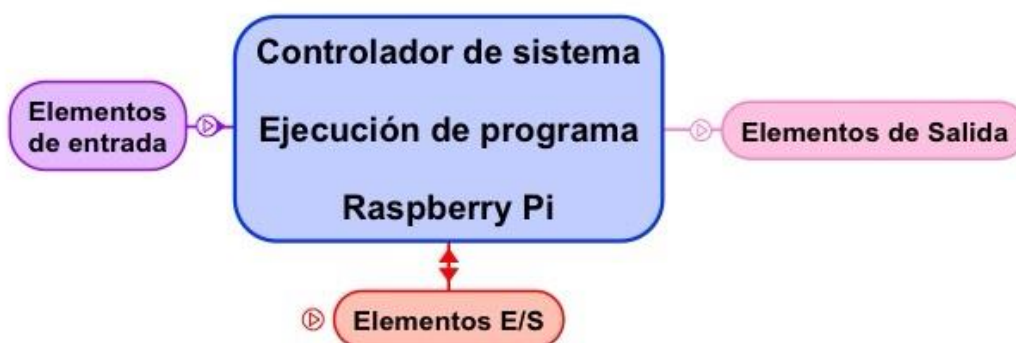 Controlador de sistema
Elementos
de entrada
Ejecución de programa
Elementos de Salida
Raspberry Pi
Elementos E/S